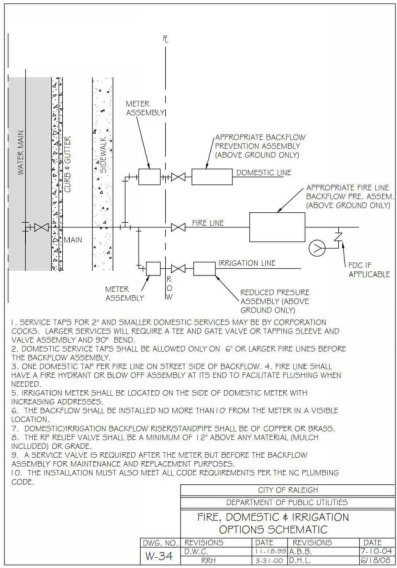 PL
METER
ASSEMBLY
APPROPRIATE BACKFLOW
PREVENTION ASSEMBLY
(ABOVE GROUND ONLY)
DOMESTIC LINE
WATER MAIN
CURB & GUTTER
SIDEWALK
APPROPRIATE FIRE LINE
BACKFLOW PRE. ASSEM.
(ABOVE GROUND ONLY)
FIRE LINE
MAIN
FDC IF
APPLICABLE
IRRIGATION LINE
METER
ASSEMBLY
R
O
W
REDUCED PRESURE
ASSEMBLY (ABOVE
GROUND ONLY)
1. SERVICE TAPS FOR 2" AND SMALLER DOMESTIC SERVICES MAY BE BY CORPORATION
COCKS. LARGER SERVICES WILL REQUIRE A TEE AND GATE VALVE OR TAPPING SLEEVE AND
VALVE ASSEMBLY AND 90° BEND.
2. DOMESTIC SERVICE TAPS SHALL BE ALLOWED ONLY ON 6" OR LARGER FIRE LINES BEFORE
THE BACKFLOW ASSEMBLY.
3. ONE DOMESTIC TAP PER FIRE LINE ON STREET SIDE OF BACKFLOW. 4. FIRE LINE SHALL
HAVE A FIRE HYDRANT OR BLOW OFF ASSEMBLY AT ITS END TO FACILITATE FLUSHING WHEN
NEEDED.
5. IRRIGATION METER SHALL BE LOCATED ON THE SIDE OF DOMESTIC METER WITH
INCREASING ADDRESSES.
6. THE BACKFLOW SHALL BE INSTALLED NO MORE THAN10 FROM THE METER IN A VISIBLE
LOCATION.
7. DOMESTIC/IRRIGATION BACKFLOW RISER/STANDPIPE SHALL BE OF COPPER OR BRASS.
8. THE RP RELIEF VALVE SHALL BE A MINIMUM OF 12" ABOVE ANY MATERIAL (MULCH
INCLUDED) OR GRADE.
9. A SERVICE VALVE IS REQUIRED AFTER THE METER BUT BEFORE THE BACKFLOW
ASSEMBLY FOR MAINTENANCE AND REPLACEMENT PURPOSES.
10. THE INSTALLATION MUST ALSO MEET ALL CODE REQUIREMENTS PER THE NC PLUMBING
CODE.
CITY OF RALEIGH
DEPARTMENT OF PUBLIC UTILITIES
FIRE, DOMESTIC & IRRIGATION
OPTIONS SCHEMATIC
DWG. NO. REVISIONS DATE REVISIONS DATE
W-34 D.W.C. 11-18-99 A.B.B. 7-10-04
RRH 3-31-00 D.H.L. 6/18/08